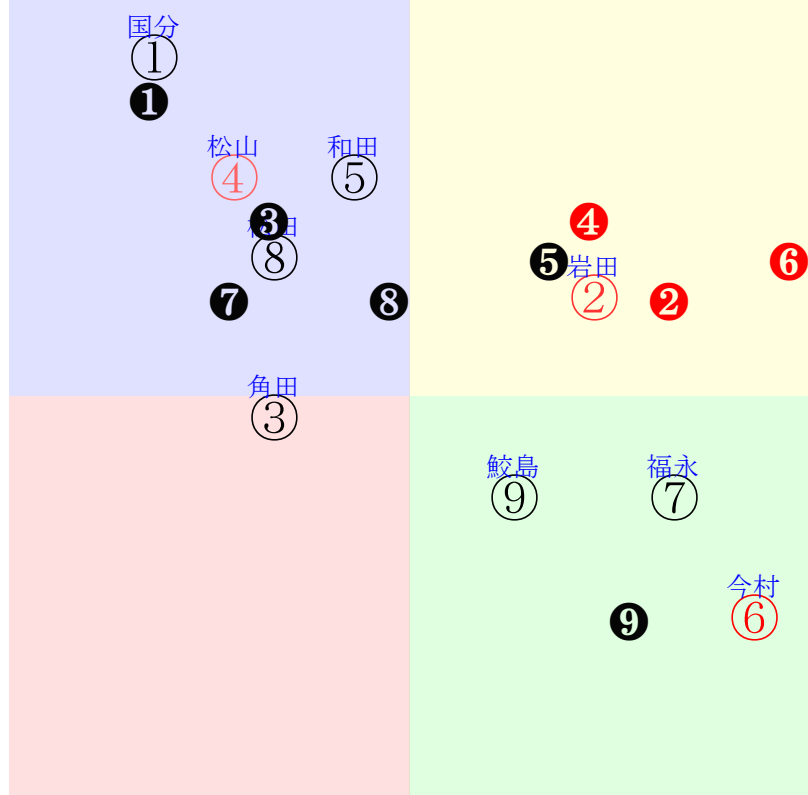 国分
①
❶
松山
④
和田
⑤
❸
田
⑧
❹
❺
岩田
②
❻
❼
❽
❷
角田
③
鮫島
⑨
福永
⑦
今村
⑥
❾